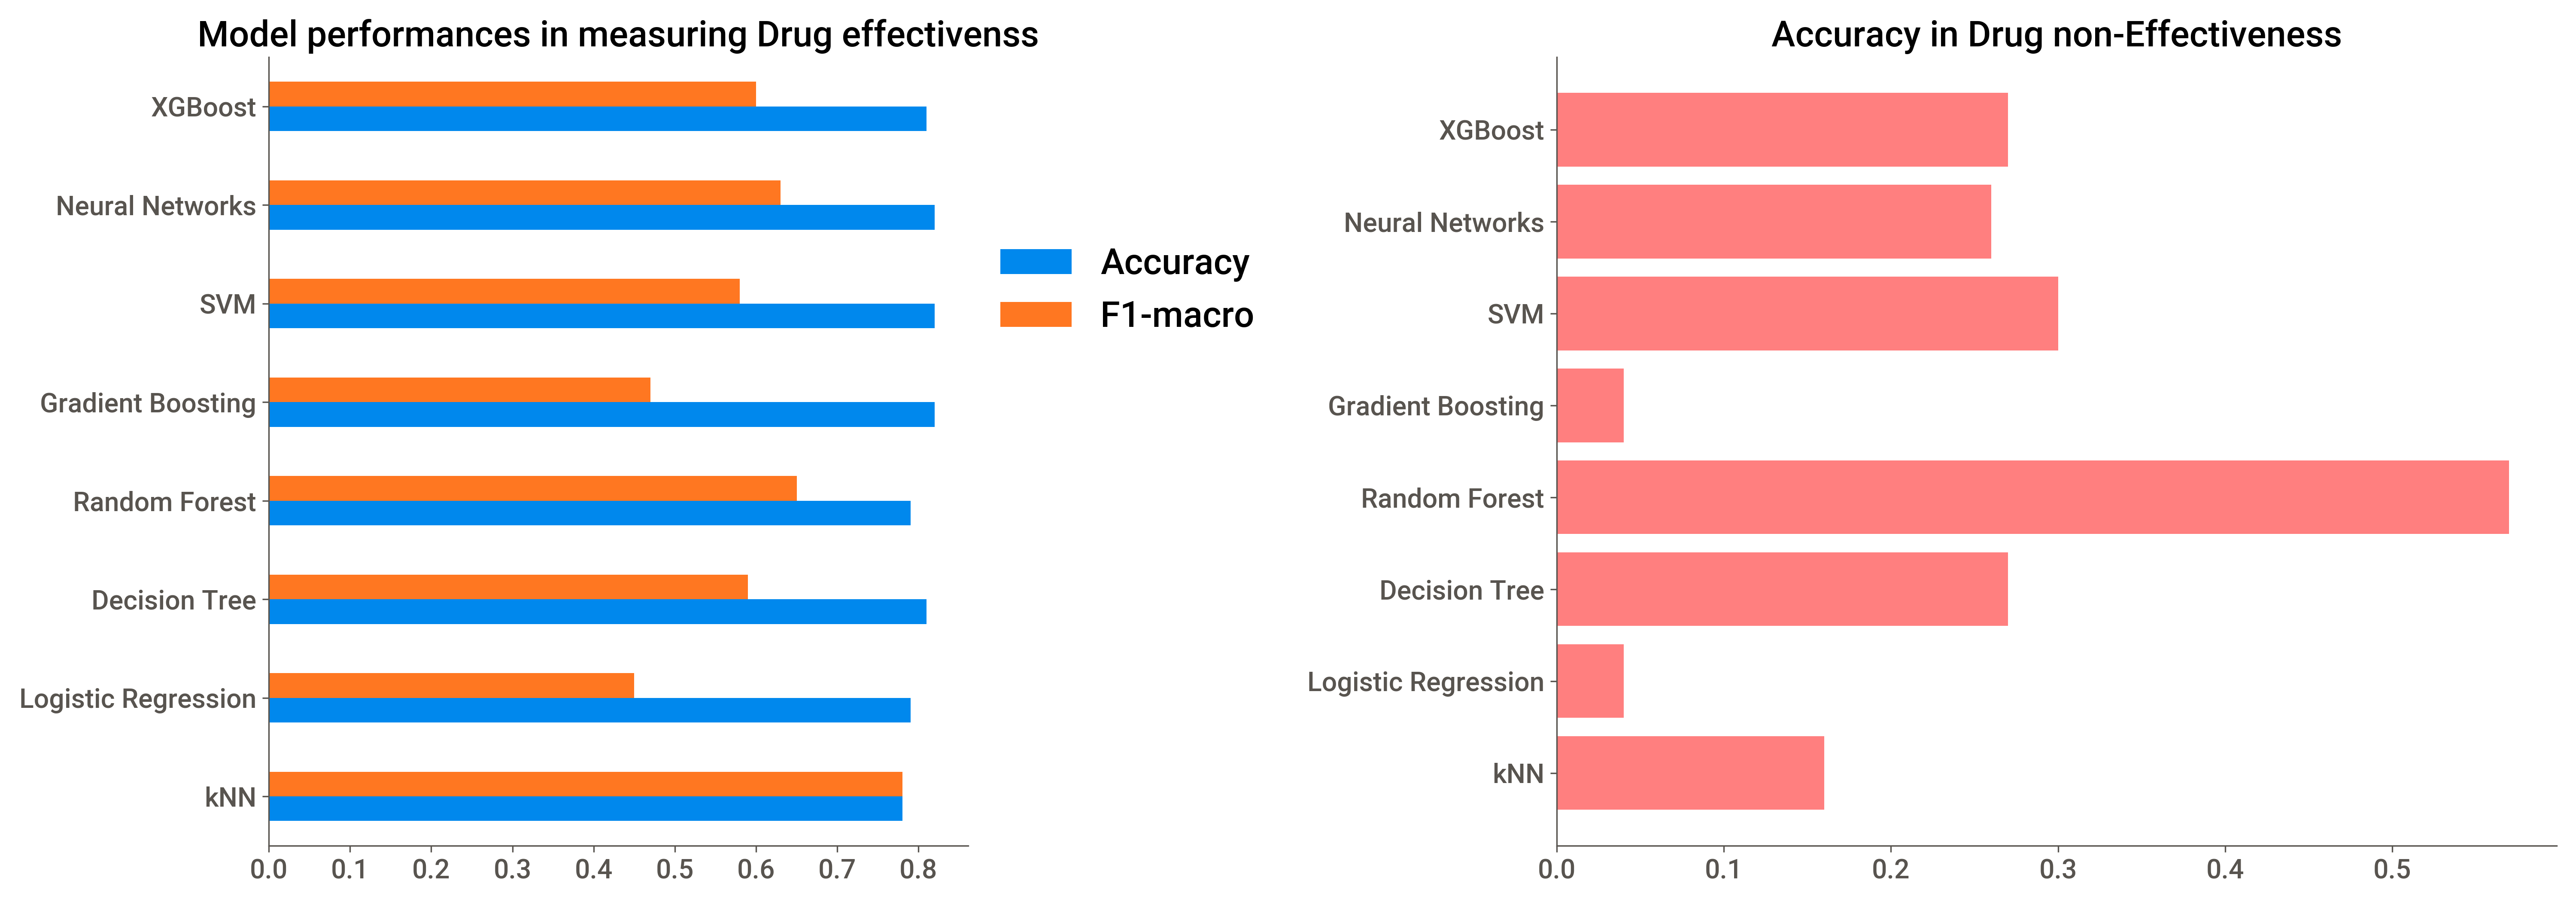 Model performances in measuring Drug effectivenss
XGBoost
Neural Networks
SVM
Gradient Boosting
Random Forest
Decision Tree
Logistic Regression
kNN
0.0 0.1 0.2 0.3 0.4 0.5 0.6 0.7 0.8
Accuracy
F1-macro
Accuracy in Drug non-Effectiveness
XGBoost
Neural Networks
SVM
Gradient Boosting
Random Forest
Decision Tree
Logistic Regression
kNN
0.0 0.1 0.2 0.3 0.4 0.5